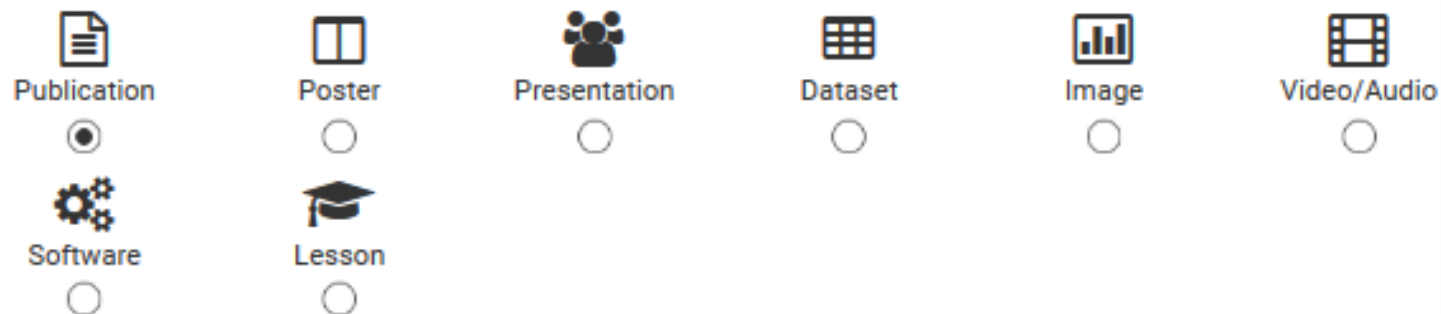 Publication Poster Presentation Dataset Image Video/Audio
Software Lesson